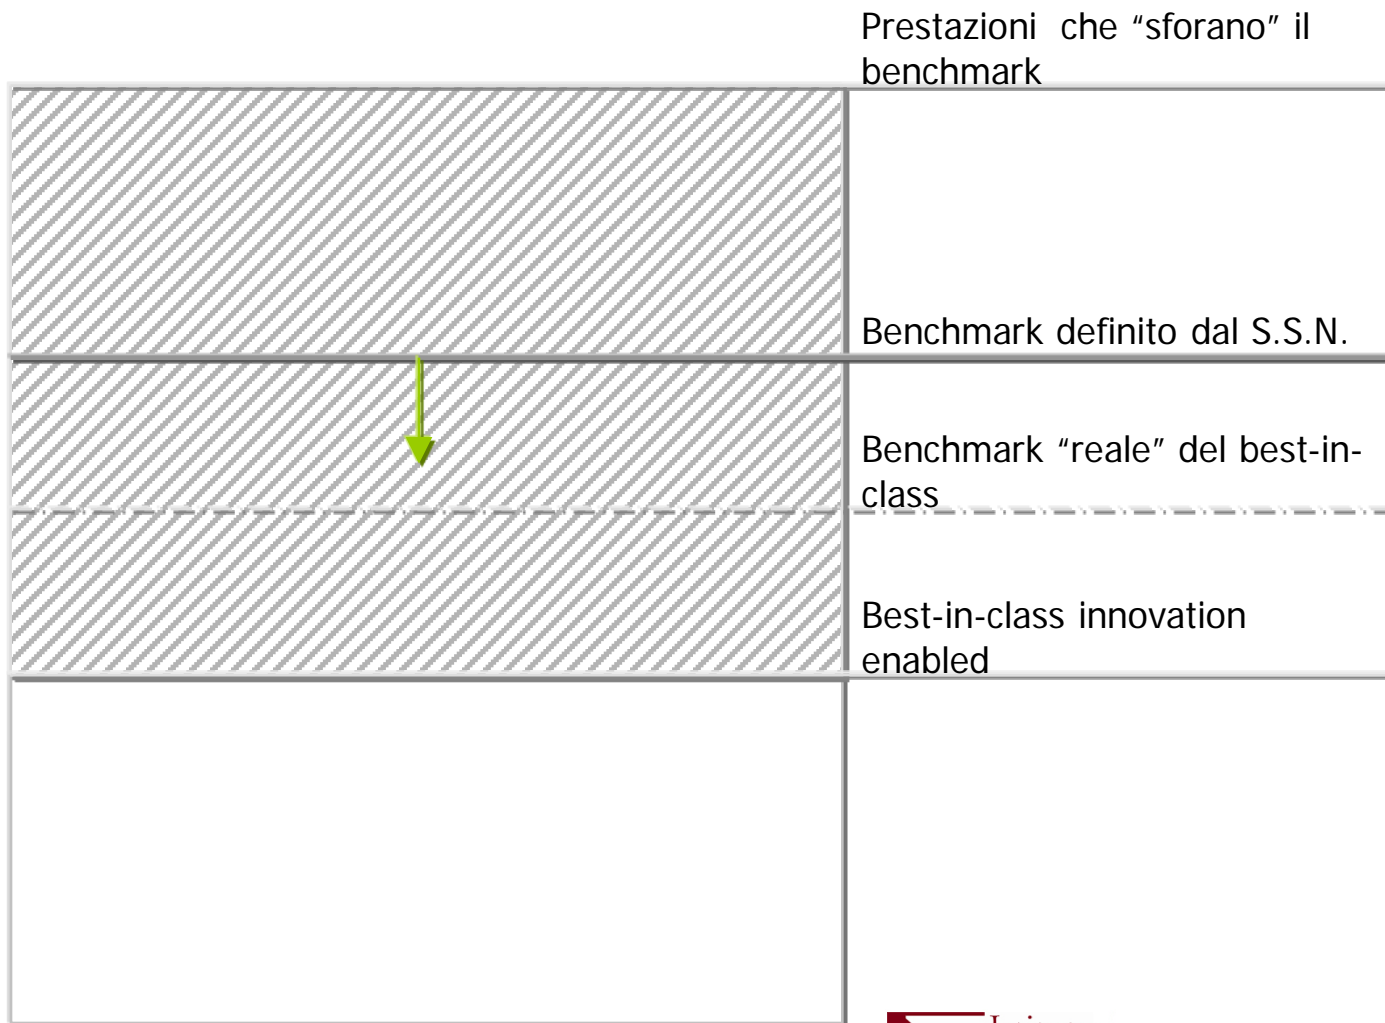 Prestazioni  che “sforano” il
benchmark
Benchmark definito dal S.S.N.
Benchmark “reale” del best-in-
class
Best-in-class innovation
enabled